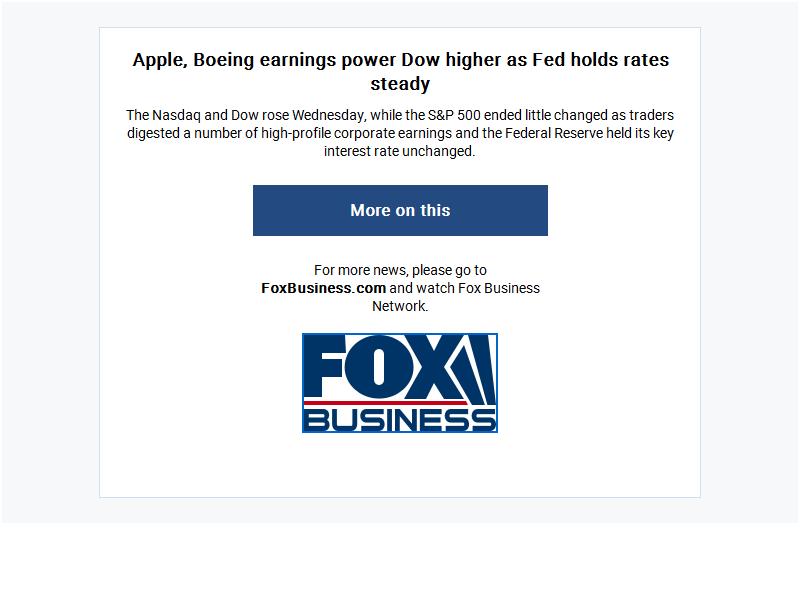 Apple, Boeing earnings power Dow higher as Fed holds rates
steady
The Nasdaq and Dow rose Wednesday, while the S&P 500 ended little changed as traders
digested a number of high-profile corporate earnings and the Federal Reserve held its key
interest rate unchanged.
More on this
For more news, please go to
FoxBusiness.com and watch Fox Business
Network.
FOX
BUSINESS